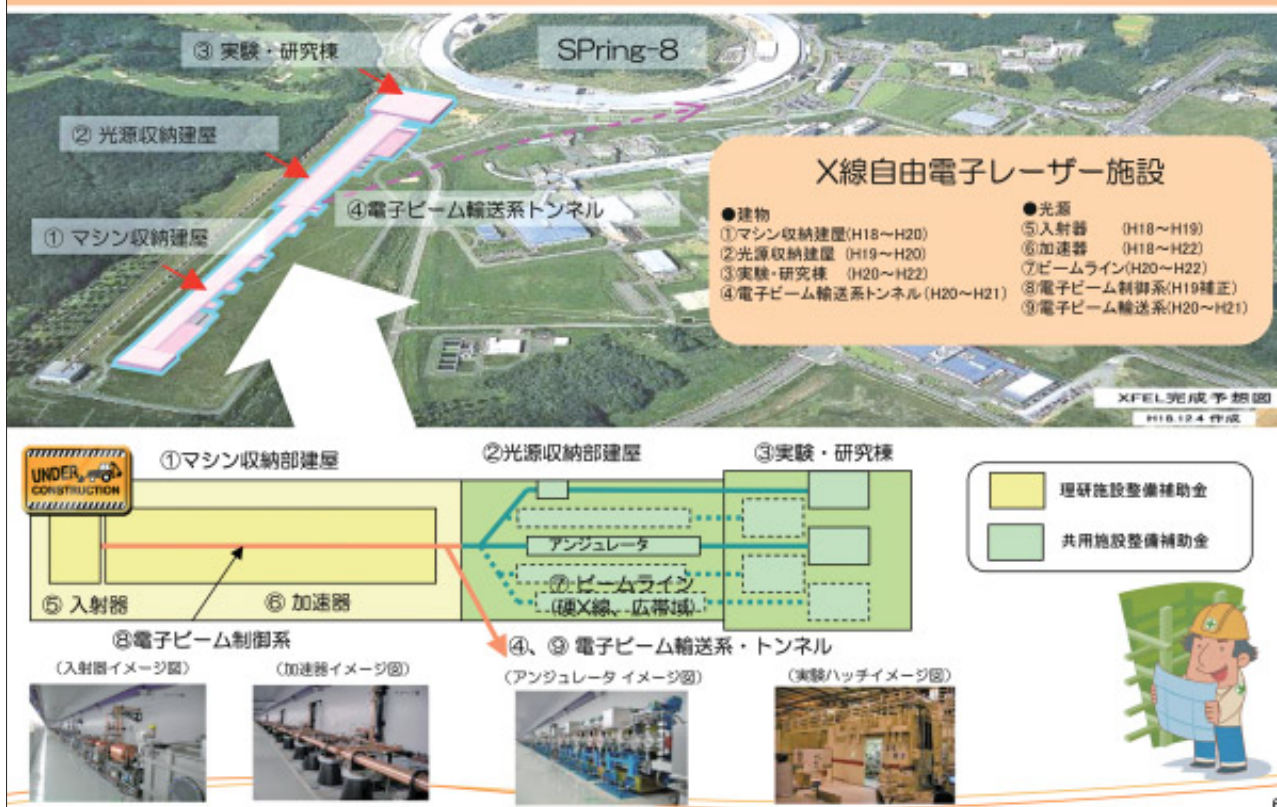 SPring-8
③ 実験・研究棟
② 光源収納建屋
④電子ビーム輸送系トンネル
① マシン収納建屋
X線自由電子レーザー施設
●建物
①マシン収納建屋(H18～H20)
②光源収納建屋 (H19～H20)
③実験・研究棟 (H20～H22)
④電子ビーム輸送系トンネル(H20～H21)
●光源
⑤入射器 (H18～H19)
⑥加速器 (H18～H22)
⑦ビームライン(H20～H22)
⑧電子ビーム制御系(H19補正)
⑨電子ビーム輸送系(H20～H21)
XFEL完成予想図
H18.12.4 作成
UNDER
CONSTRUCTION
①マシン収納部建屋
②光源収納部建屋
③実験・研究棟
アンジュレータ
⑦ ビームライン
(硬X線、広帯域)
⑤ 入射器
⑥ 加速器
⑧電子ビーム制御系
④、⑨ 電子ビーム輸送系・トンネル
理研施設整備補助金
共用施設整備補助金
(入射器イメージ図)
(加速器イメージ図)
(アンジュレータ イメージ図)
(実験ハッチイメージ図)